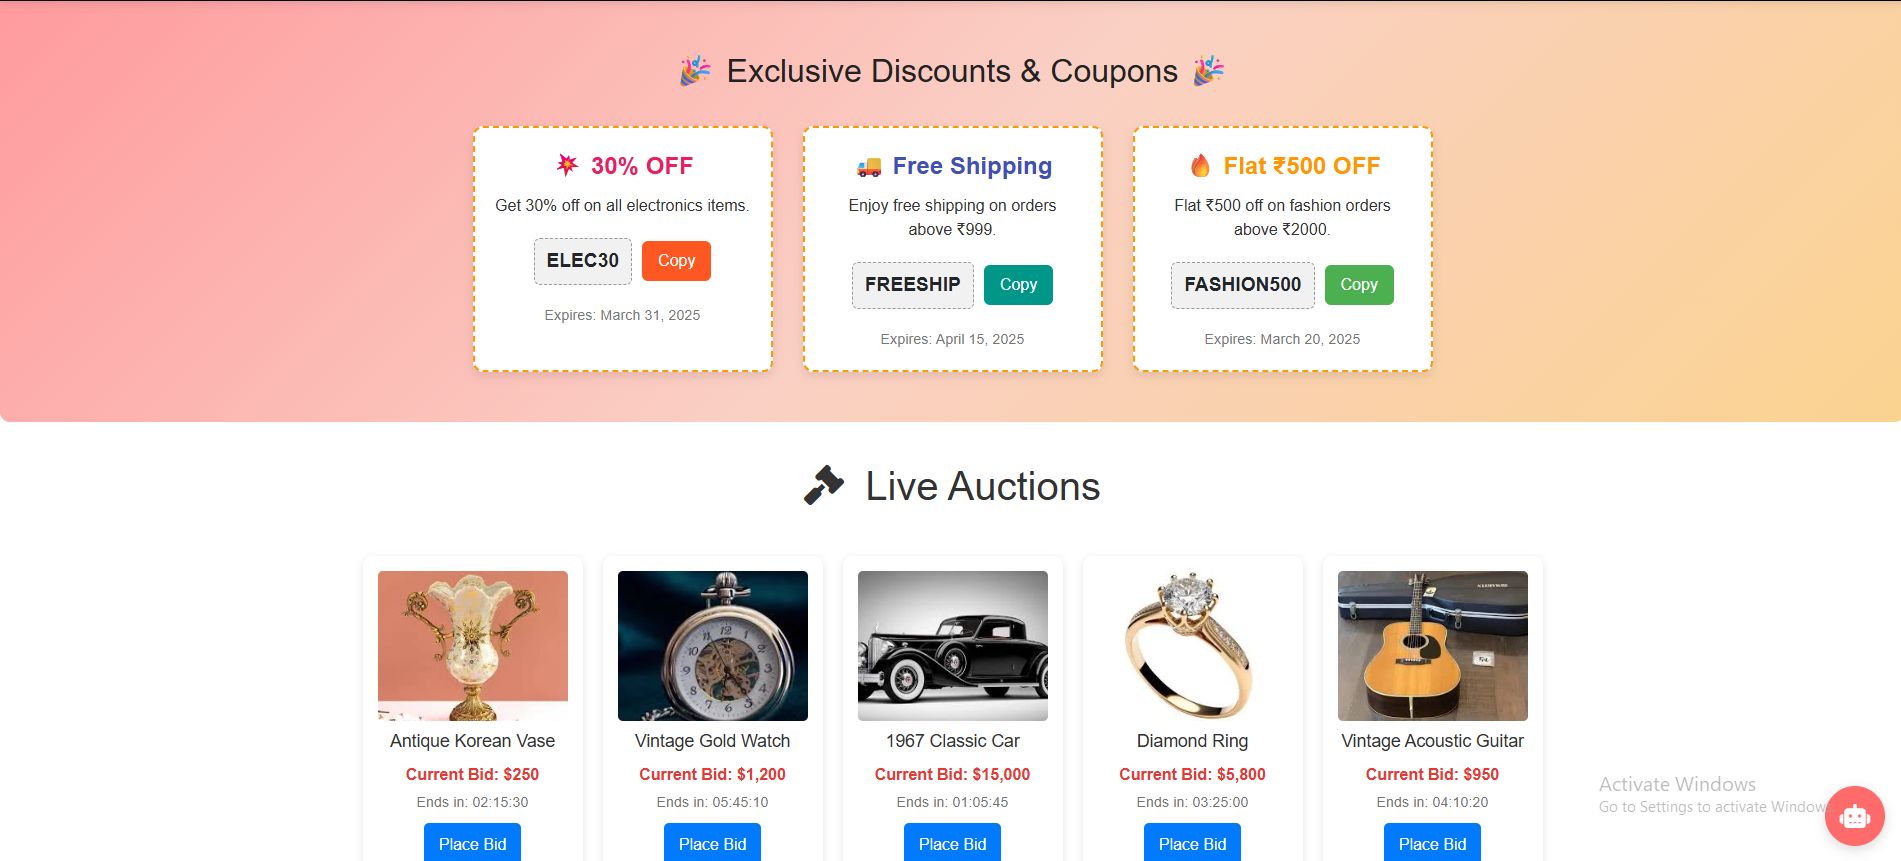 🎉 Exclusive Discounts & Coupons 🎉
💥 30% OFF
Get 30% off on all electronics items.
ELEC30
Copy
Expires: March 31, 2025
🚚 Free Shipping
Enjoy free shipping on orders
above ₹999.
FREESHIP
Copy
Expires: April 15, 2025
🔥 Flat ₹500 OFF
Flat ₹500 off on fashion orders
above ₹2000.
FASHION500
Copy
Expires: March 20, 2025
Live Auctions
Antique Korean Vase
Current Bid: $250
Ends in: 02:15:30
Place Bid
Vintage Gold Watch
Current Bid: $1,200
Ends in: 05:45:10
Place Bid
1967 Classic Car
Current Bid: $15,000
Ends in: 01:05:45
Place Bid
Diamond Ring
Current Bid: $5,800
Ends in: 03:25:00
Place Bid
Vintage Acoustic Guitar
Current Bid: $950
Ends in: 04:10:20
Place Bid
Activate Windows
Go to Settings to activate Windows